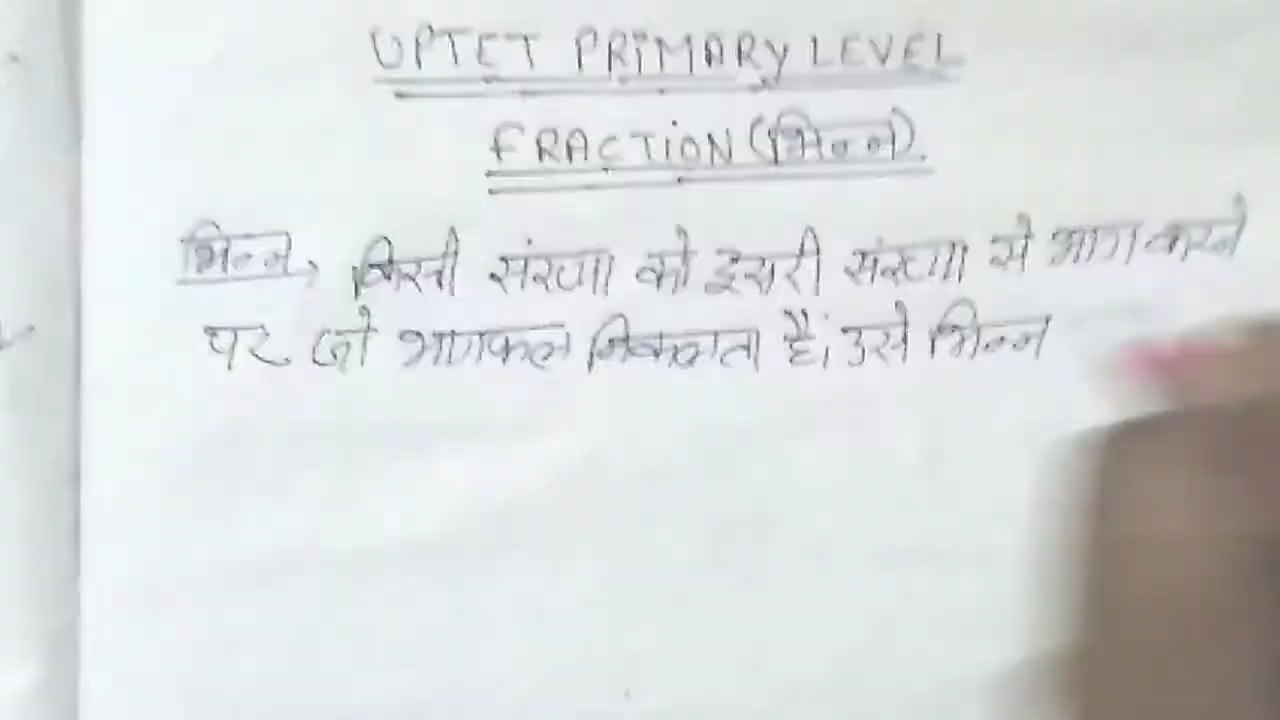 UPTET PRIMARY LEVEL
FRACTION (भिन्न).
भिन्न, किसी संख्या को दूसरी संख्या से भाग करने
पर जो भागफल निकलता है, उसे भिन्न